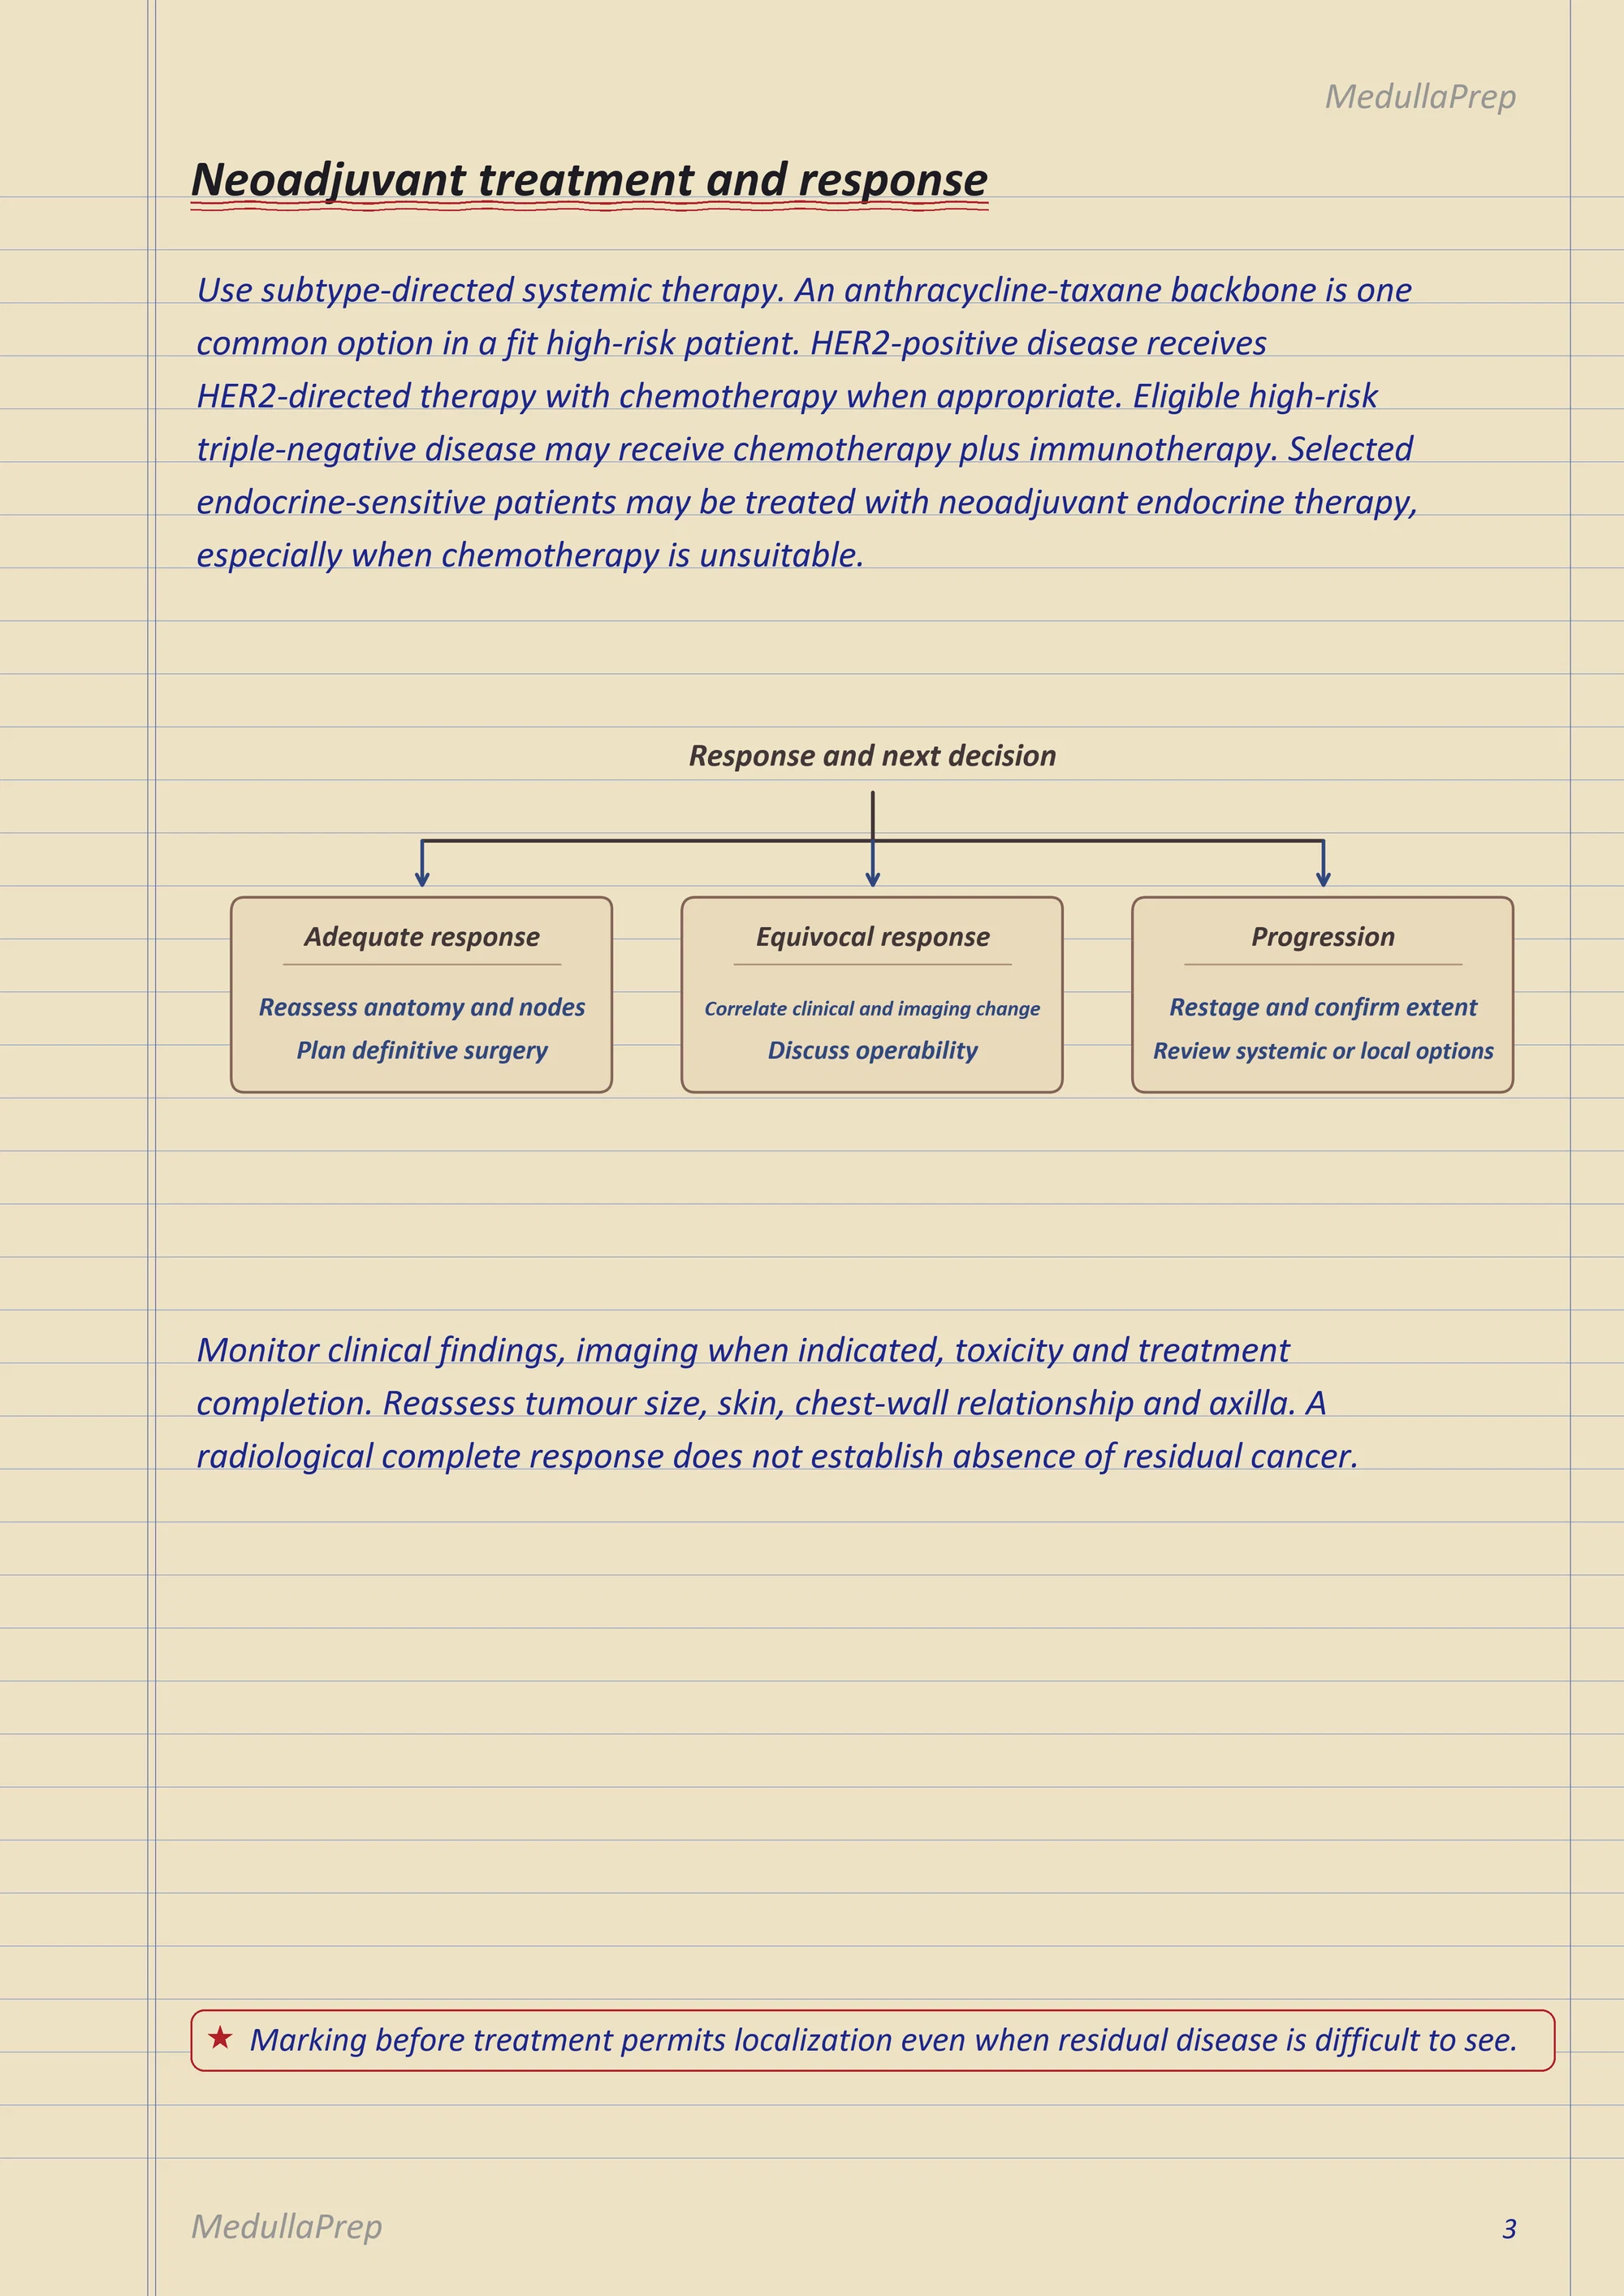 MedullaPrep
Neoadjuvant treatment and response
Use subtype-directed systemic therapy. An anthracycline-taxane backbone is one
common option in a fit high-risk patient. HER2-positive disease receives
HER2-directed therapy with chemotherapy when appropriate. Eligible high-risk
triple-negative disease may receive chemotherapy plus immunotherapy. Selected
endocrine-sensitive patients may be treated with neoadjuvant endocrine therapy,
especially when chemotherapy is unsuitable.
Response and next decision
Adequate response
Reassess anatomy and nodes
Plan definitive surgery
Equivocal response
Correlate clinical and imaging change
Discuss operability
Progression
Restage and confirm extent
Review systemic or local options
Monitor clinical findings, imaging when indicated, toxicity and treatment
completion. Reassess tumour size, skin, chest-wall relationship and axilla. A
radiological complete response does not establish absence of residual cancer.
★ Marking before treatment permits localization even when residual disease is difficult to see.
MedullaPrep
3